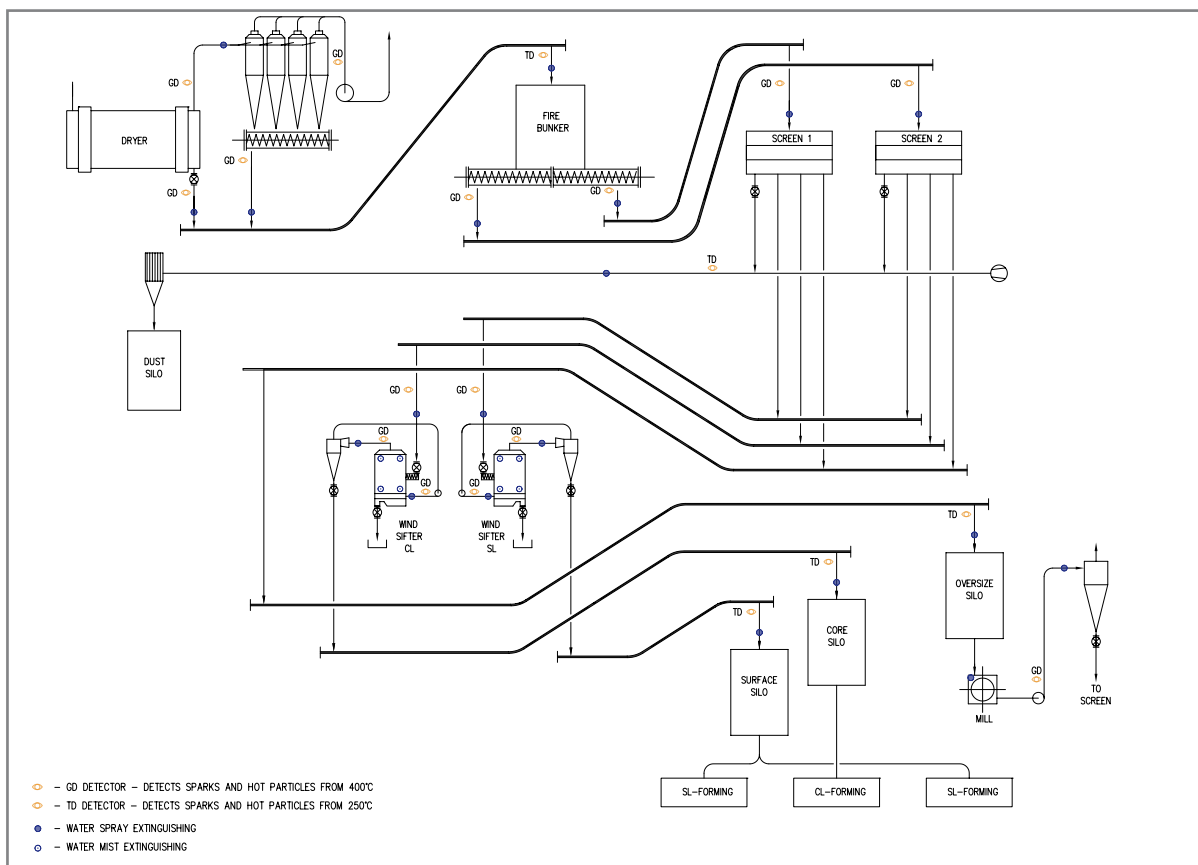 GD
TD
GD
GD
GD
GD
DRYER
FIRE
BUNKER
SCREEN 1
SCREEN 2
GD
GD
GD
GD
TD
DUST
SILO
GD
GD
GD
GD
GD
GD
WIND
SIFTER
CL
WIND
SIFTER
SL
TD
TD
OVERSIZE
SILO
TD
CORE
SILO
GD
SURFACE
SILO
TO
SCREEN
MILL
SL-FORMING
CL-FORMING
SL-FORMING
- GD DETECTOR - DETECTS SPARKS AND HOT PARTICLES FROM 400°C
- TD DETECTOR - DETECTS SPARKS AND HOT PARTICLES FROM 250°C
- WATER SPRAY EXTINGUISHING
- WATER MIST EXTINGUISHING